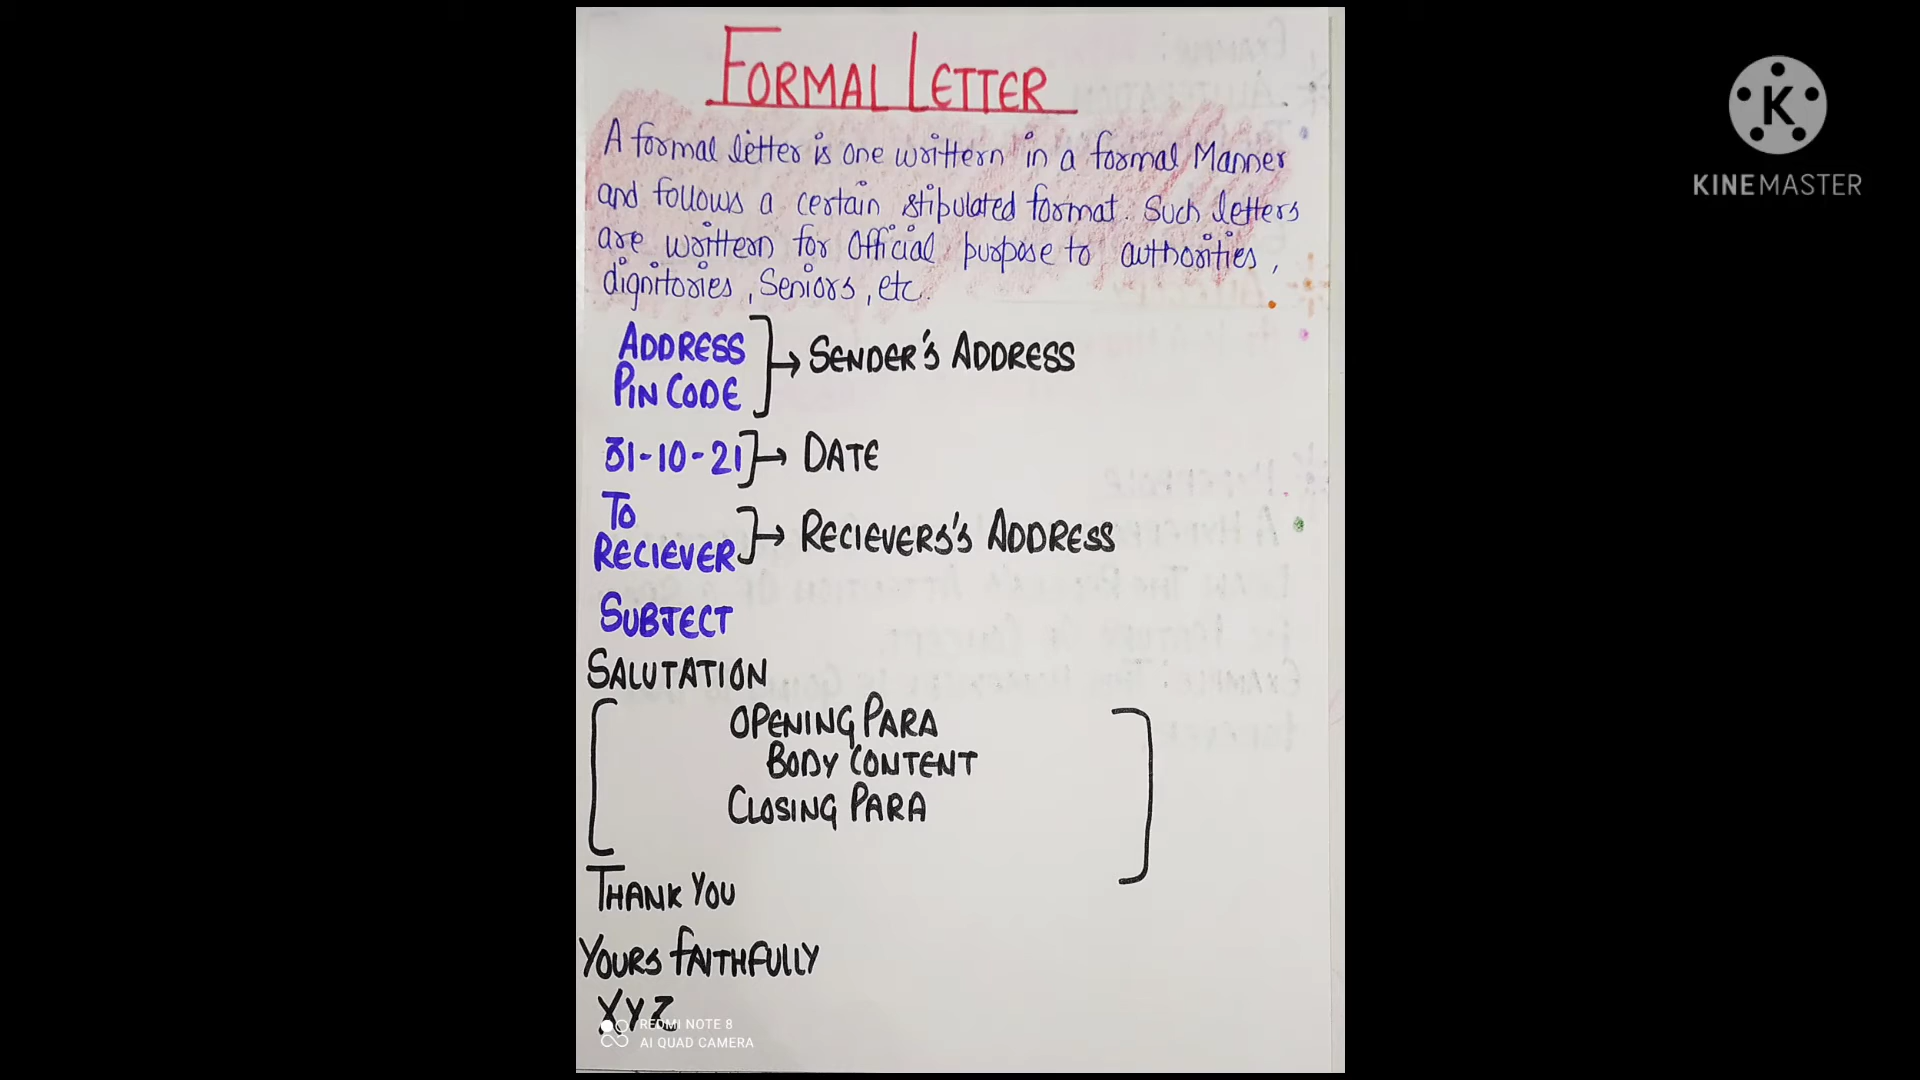 FORMAL LETTER
A formal letter is one writtern in a formal Manner
and follows a certain stipulated format. Such letters
are writtern for Official purpose to authorities,
dignitories, Seniors, etc.
ADDRESS
PIN CODE
→ SENDER'S ADDRESS
31-10-21 → DATE
TO
RECIEVER
→ RECIEVERS'S ADDRESS
SUBJECT
SALUTATION
OPENING PARA
BODY CONTENT
CLOSING PARA
THANK YOU
YOURS FAITHFULLY
XYZ
REDMI NOTE 8
AI QUAD CAMERA
K
KINEMASTER